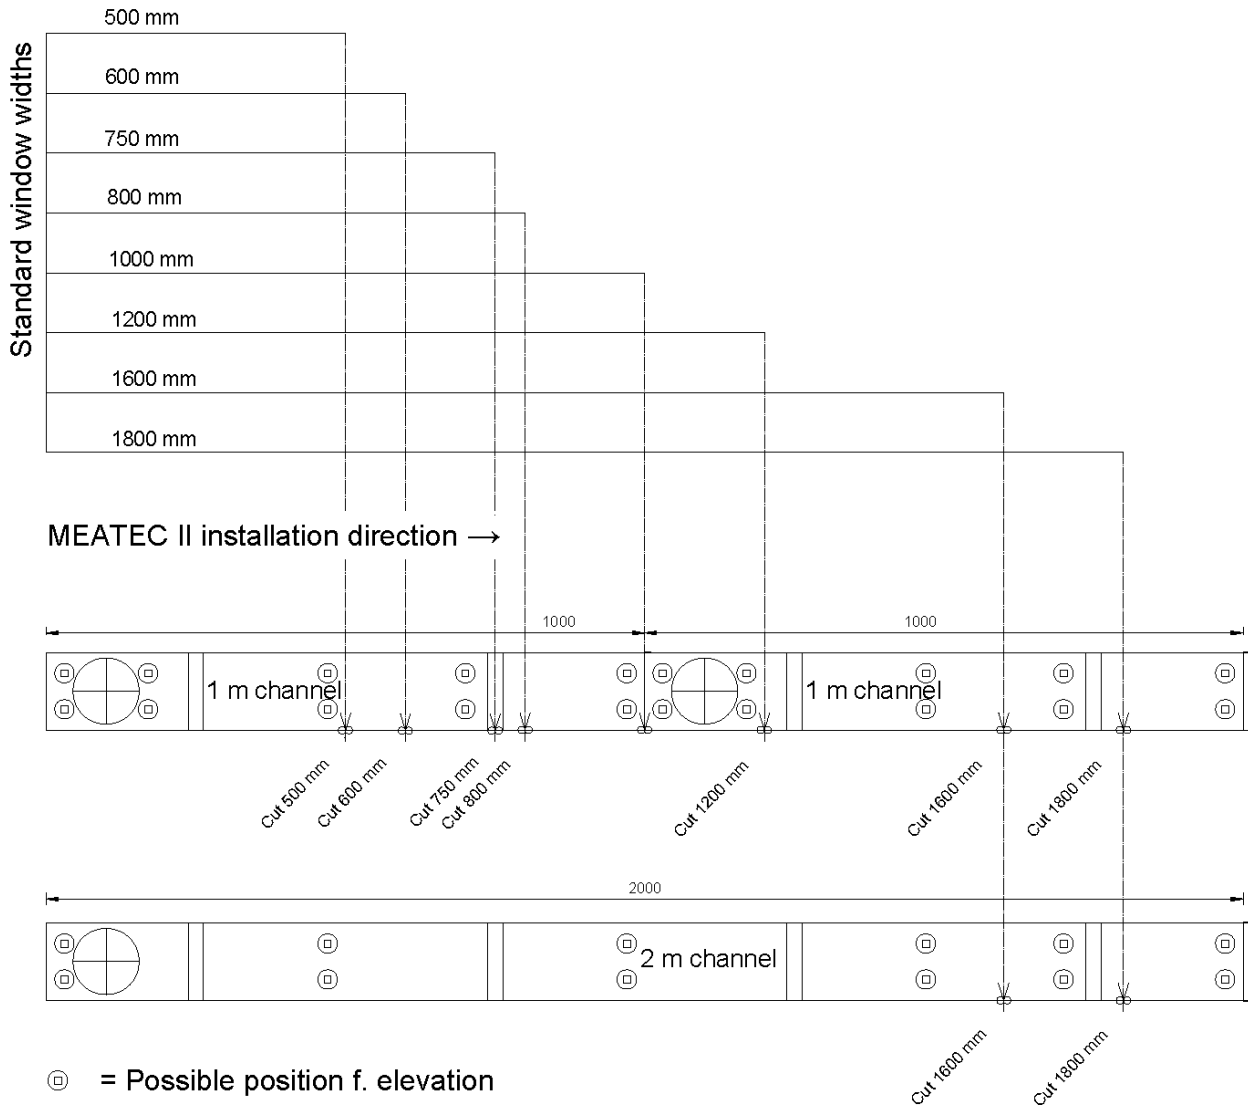 Standard window widths
500 mm
600 mm
750 mm
800 mm
1000 mm
1200 mm
1600 mm
1800 mm
MEATEC II installation direction →
1000
1000
1 m channel
1 m channel
Cut 500 mm
Cut 600 mm
Cut 750 mm
Cut 800 mm
Cut 1200 mm
Cut 1600 mm
Cut 1800 mm
2000
2 m channel
Cut 1600 mm
Cut 1800 mm
= Possible position f. elevation